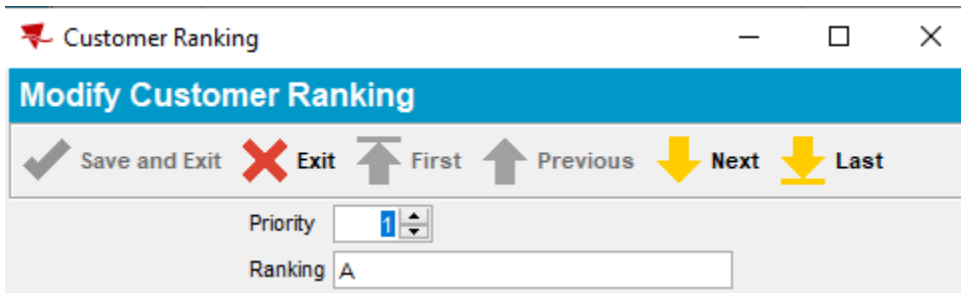 Customer Ranking
Modify Customer Ranking
Save and Exit Exit First Previous Next Last
Priority 1
Ranking A